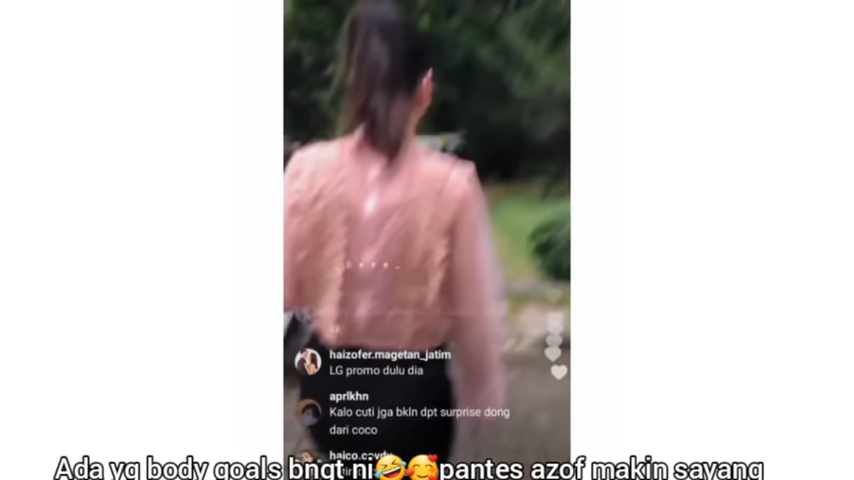 haizofer.magetan_jatim
LG promo dulu dia
aprlkhn
Kalo cuti jga bkln dpt surprise dong
dari coco
Ada yg body goals bngt ni🤣🥰pantes azof makin sayang